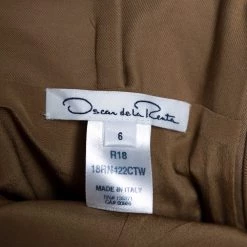 Oscar de la Renta
6
R18
18RN422CTW
MADE IN ITALY